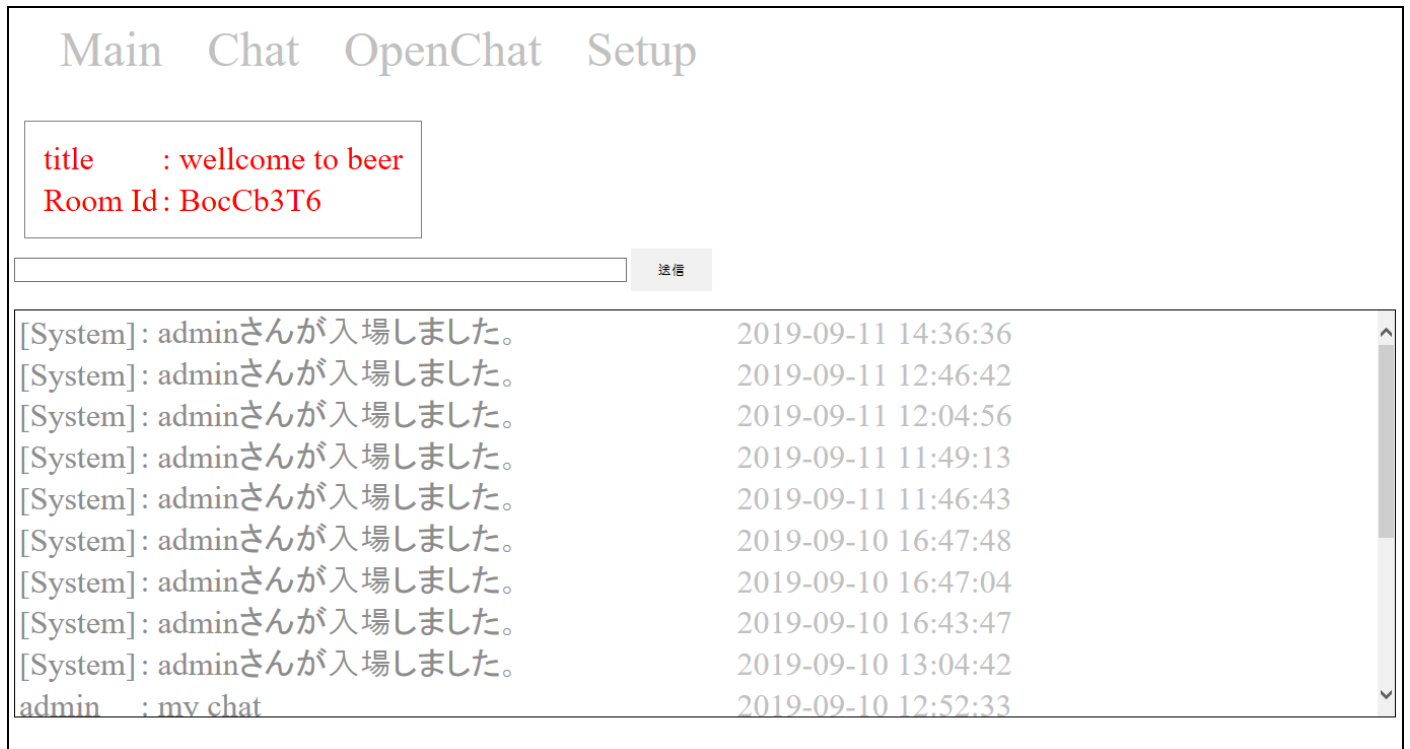 Main Chat OpenChat Setup
title : wellcome to beer
Room Id : BocCb3T6
送信
[System] : adminさんが入場しました。 2019-09-11 14:36:36
[System] : adminさんが入場しました。 2019-09-11 12:46:42
[System] : adminさんが入場しました。 2019-09-11 12:04:56
[System] : adminさんが入場しました。 2019-09-11 11:49:13
[System] : adminさんが入場しました。 2019-09-11 11:46:43
[System] : adminさんが入場しました。 2019-09-10 16:47:48
[System] : adminさんが入場しました。 2019-09-10 16:47:04
[System] : adminさんが入場しました。 2019-09-10 16:43:47
[System] : adminさんが入場しました。 2019-09-10 13:04:42
admin : my chat 2019-09-10 12:52:33